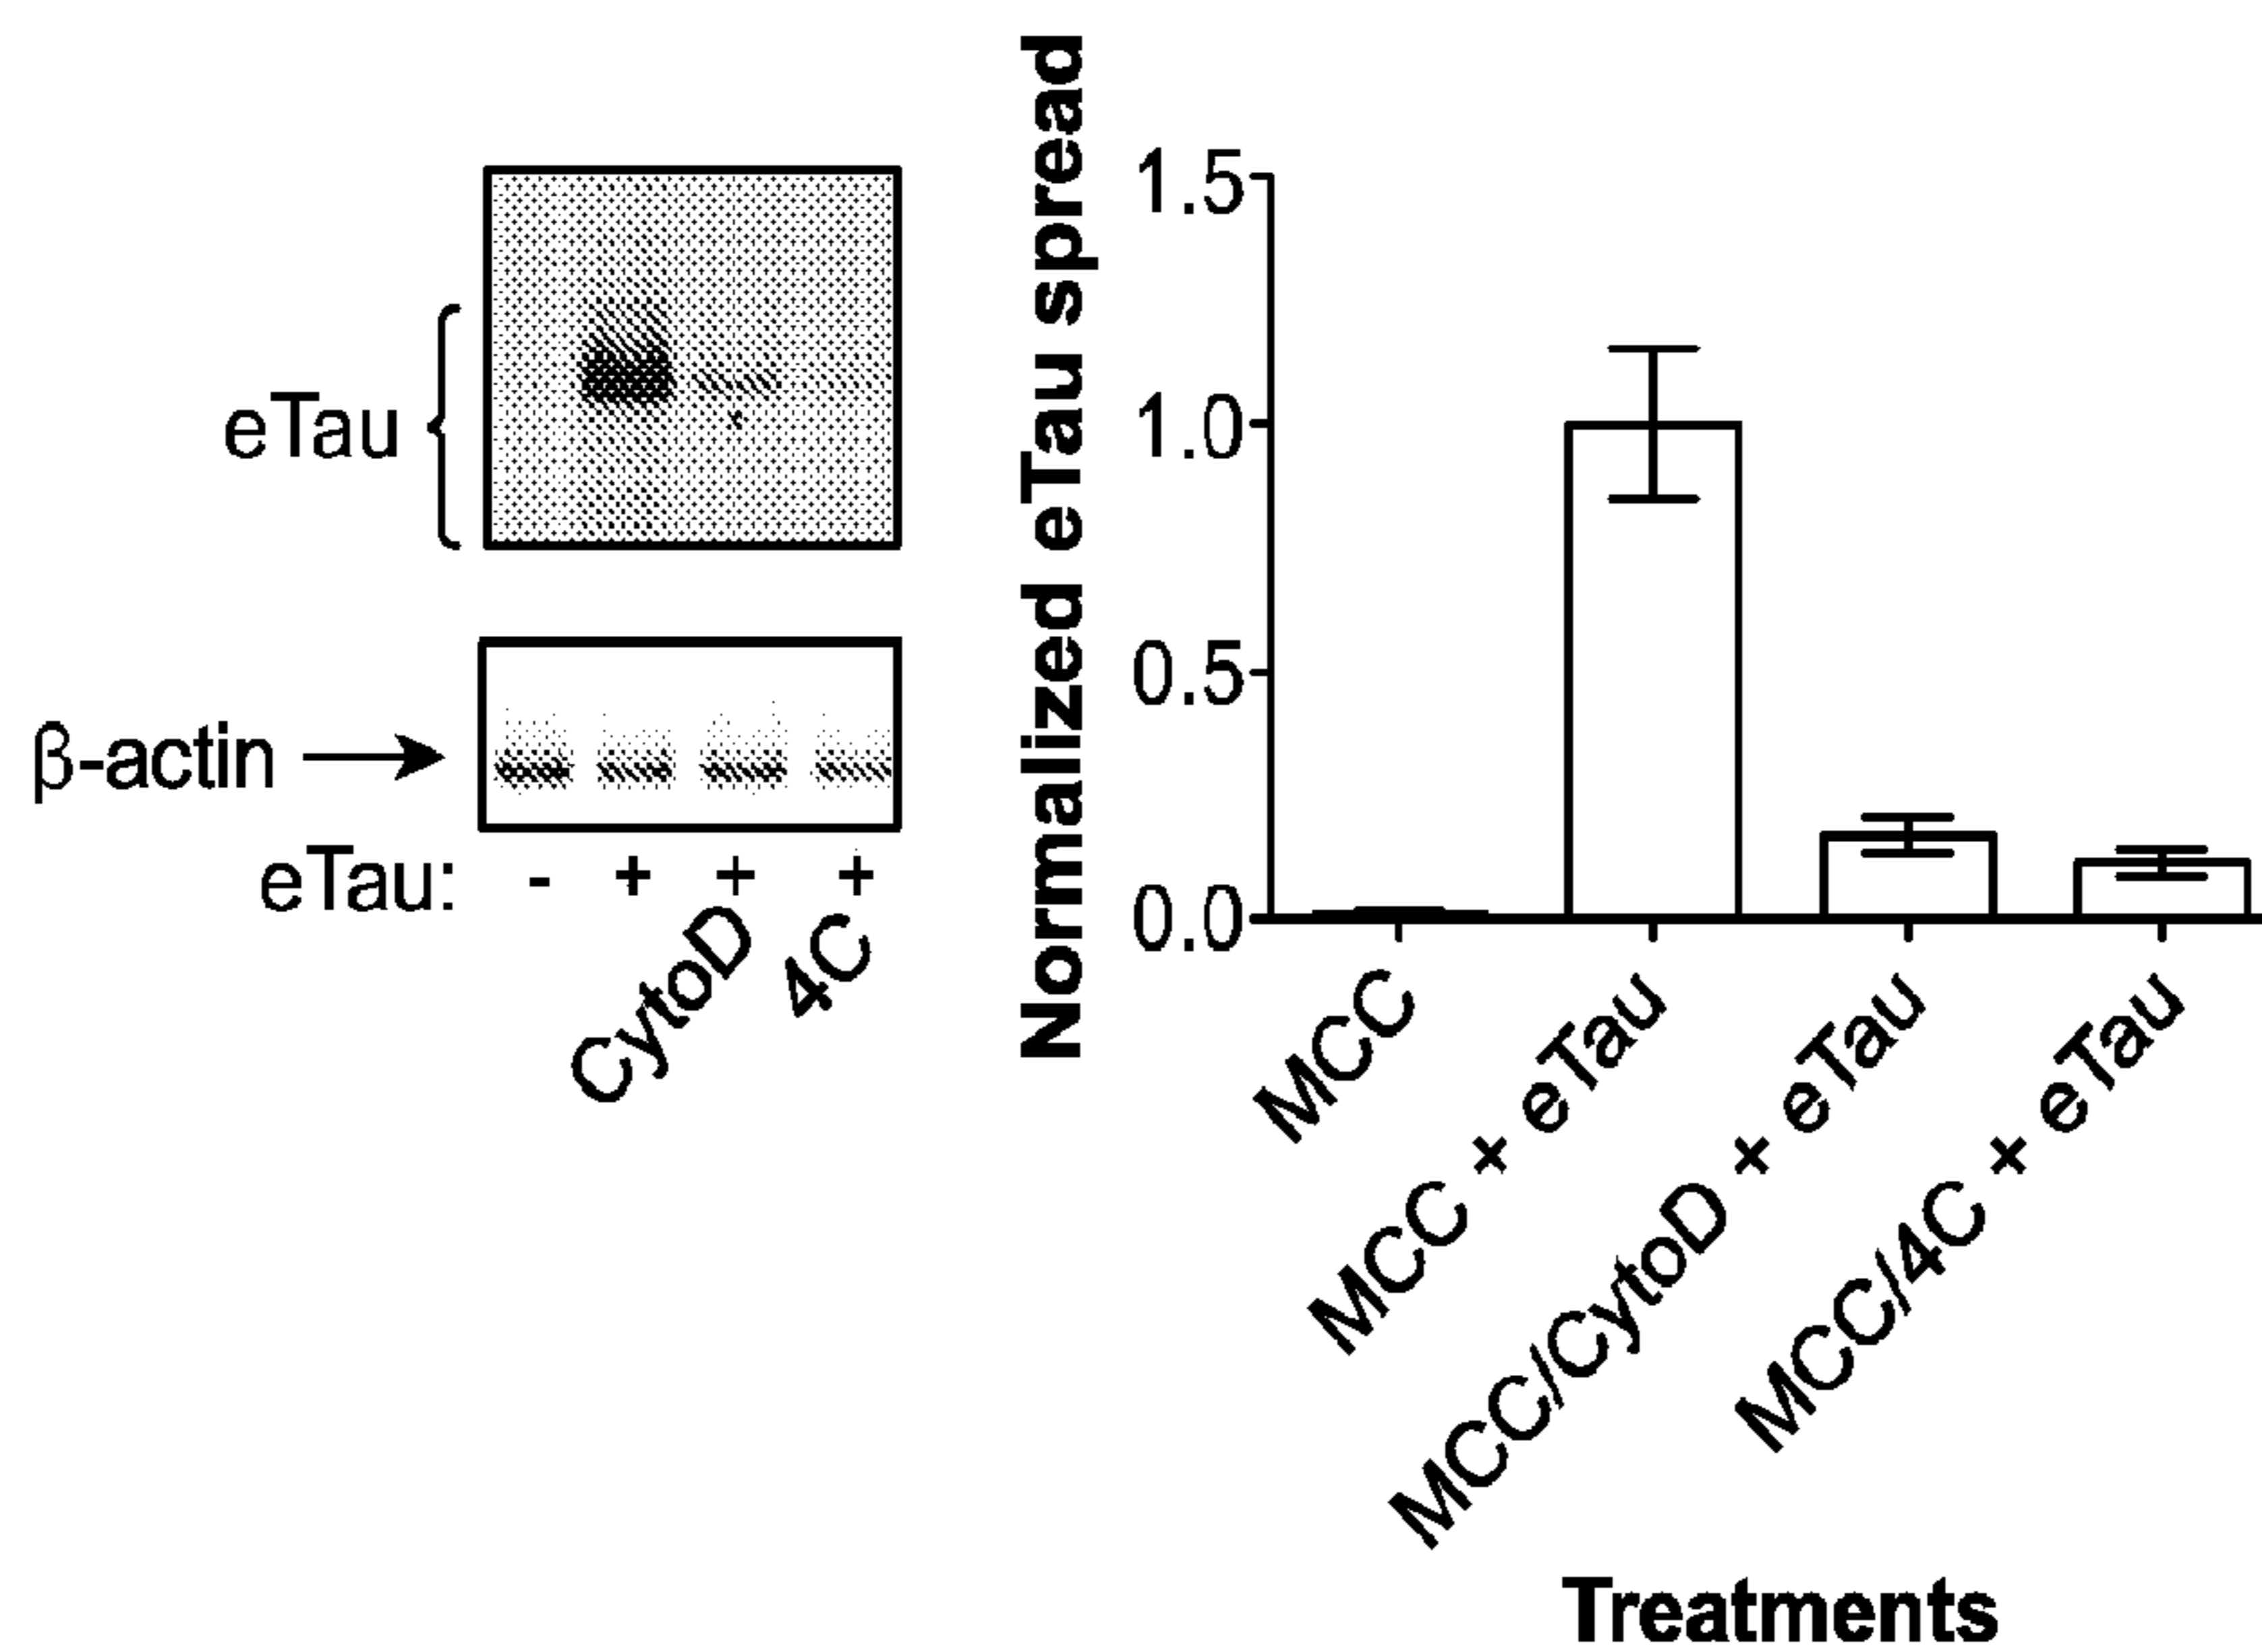 eTau
β-actin
eTau: - + + +
CytoD
4C
Normalized eTau spread
1.5
1.0
0.5
0.0
MCC
MCC + eTau
MCC/CytoD + eTau
MCC/4C + eTau
Treatments